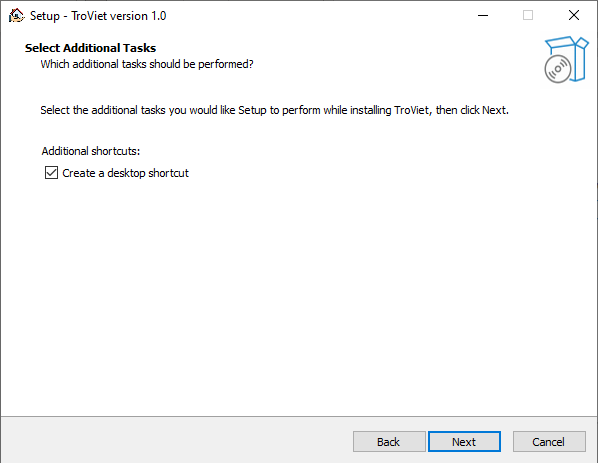 Setup - TroViet version 1.0
Select Additional Tasks
Which additional tasks should be performed?
Select the additional tasks you would like Setup to perform while installing TroViet, then click Next.
Additional shortcuts:
Create a desktop shortcut
Back Next Cancel